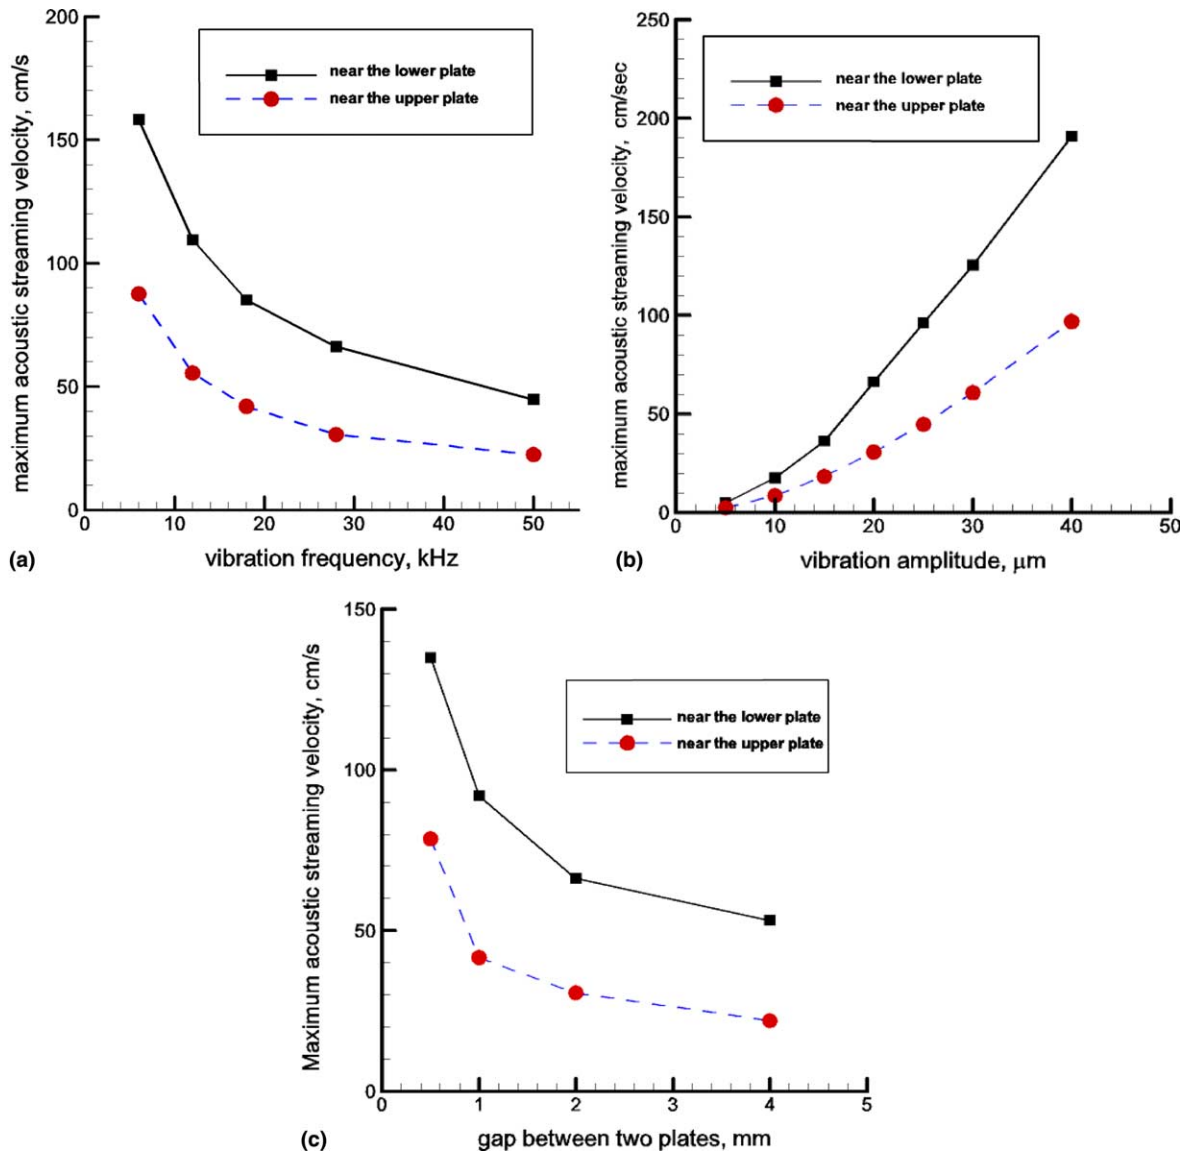 maximum acoustic streaming velocity, cm/s
200
150
100
50
0
near the lower plate
near the upper plate
0 10 20 30 40 50
vibration frequency, kHz
(a)
maximum acoustic streaming velocity, cm/sec
250
200
150
100
50
0
near the lower plate
near the upper plate
0 10 20 30 40 50
vibration amplitude, μm
(b)
Maximum acoustic streaming velocity, cm/s
150
100
50
0
near the lower plate
near the upper plate
0 1 2 3 4 5
gap between two plates, mm
(c)